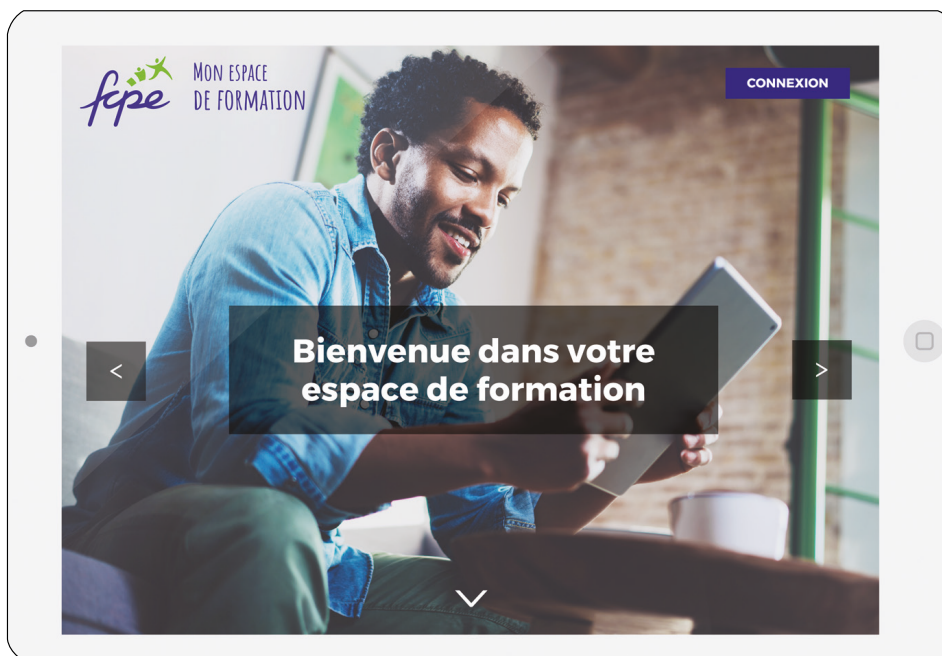 fcpe
MON ESPACE
DE FORMATION
CONNEXION
Bienvenue dans votre
espace de formation
<
>